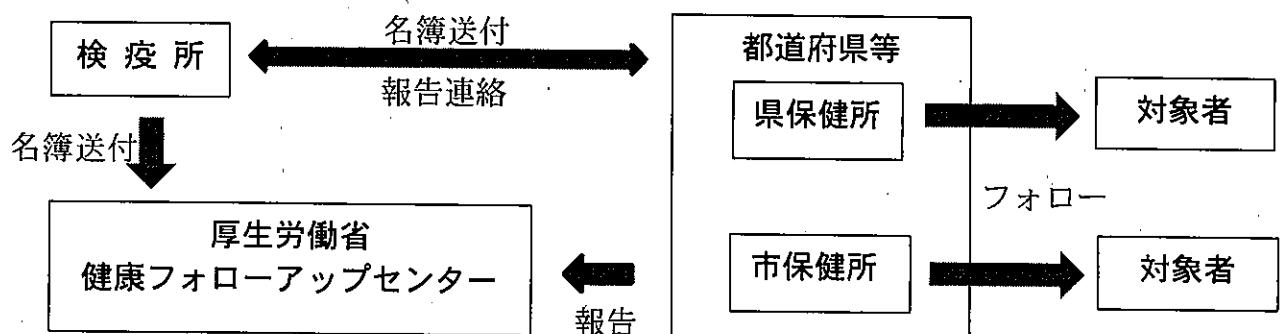 検疫所
名簿送付
報告連絡
都道府県等
県保健所
対象者
名簿送付
フォロー
厚生労働省
健康フォローアップセンター
報告
市保健所
対象者